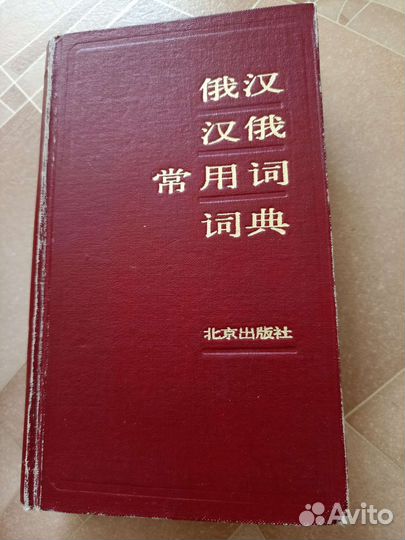 俄汉
汉俄
常用词
词典
北京出版社
Avito